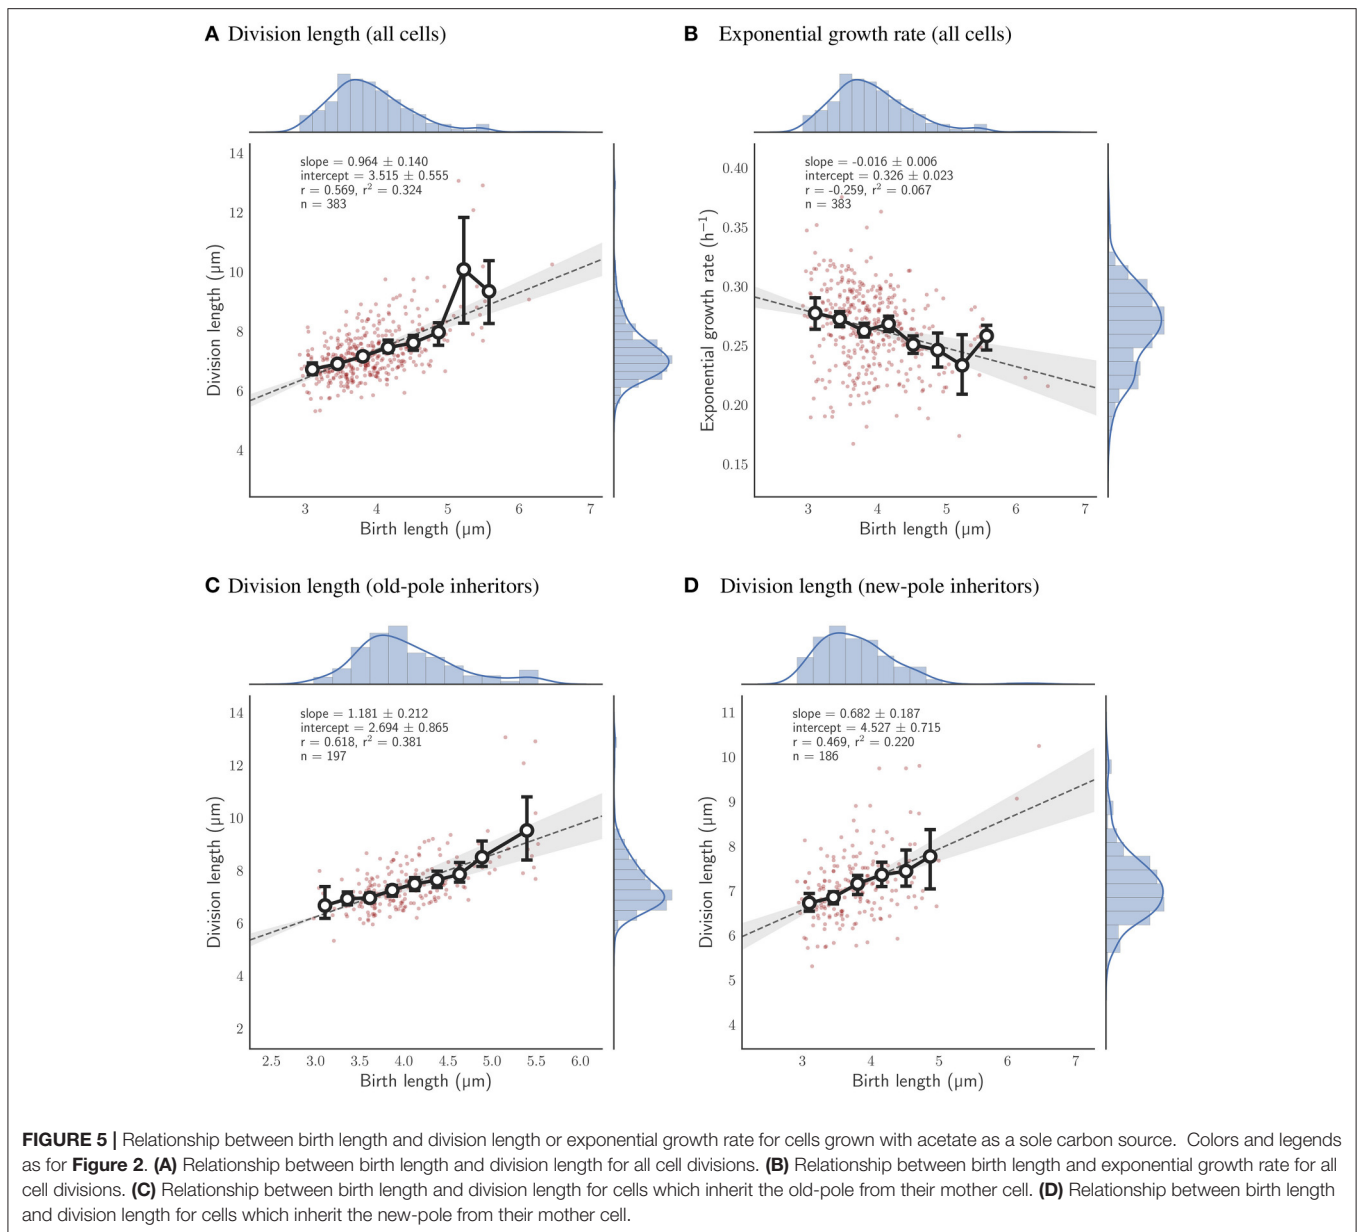 A Division length (all cells)
slope = 0.964 ± 0.140
intercept = 3.515 ± 0.555
r = 0.569, r² = 0.324
n = 383
14
12
10
8
6
4
Division length (µm)
3 4 5 6 7
Birth length (µm)
B Exponential growth rate (all cells)
slope = -0.016 ± 0.006
intercept = 0.326 ± 0.023
r = -0.259, r² = 0.067
n = 383
0.40
0.35
0.30
0.25
0.20
0.15
Exponential growth rate (h⁻¹)
3 4 5 6 7
Birth length (µm)
C Division length (old-pole inheritors)
slope = 1.181 ± 0.212
intercept = 2.694 ± 0.865
r = 0.618, r² = 0.381
n = 197
14
12
10
8
6
4
2
Division length (µm)
2.5 3.0 3.5 4.0 4.5 5.0 5.5 6.0
Birth length (µm)
D Division length (new-pole inheritors)
slope = 0.682 ± 0.187
intercept = 4.527 ± 0.715
r = 0.469, r² = 0.220
n = 186
11
10
9
8
7
6
5
4
Division length (µm)
3 4 5 6 7
Birth length (µm)
FIGURE 5 | Relationship between birth length and division length or exponential growth rate for cells grown with acetate as a sole carbon source. Colors and legends
as for Figure 2. (A) Relationship between birth length and division length for all cell divisions. (B) Relationship between birth length and exponential growth rate for all
cell divisions. (C) Relationship between birth length and division length for cells which inherit the old-pole from their mother cell. (D) Relationship between birth length
and division length for cells which inherit the new-pole from their mother cell.